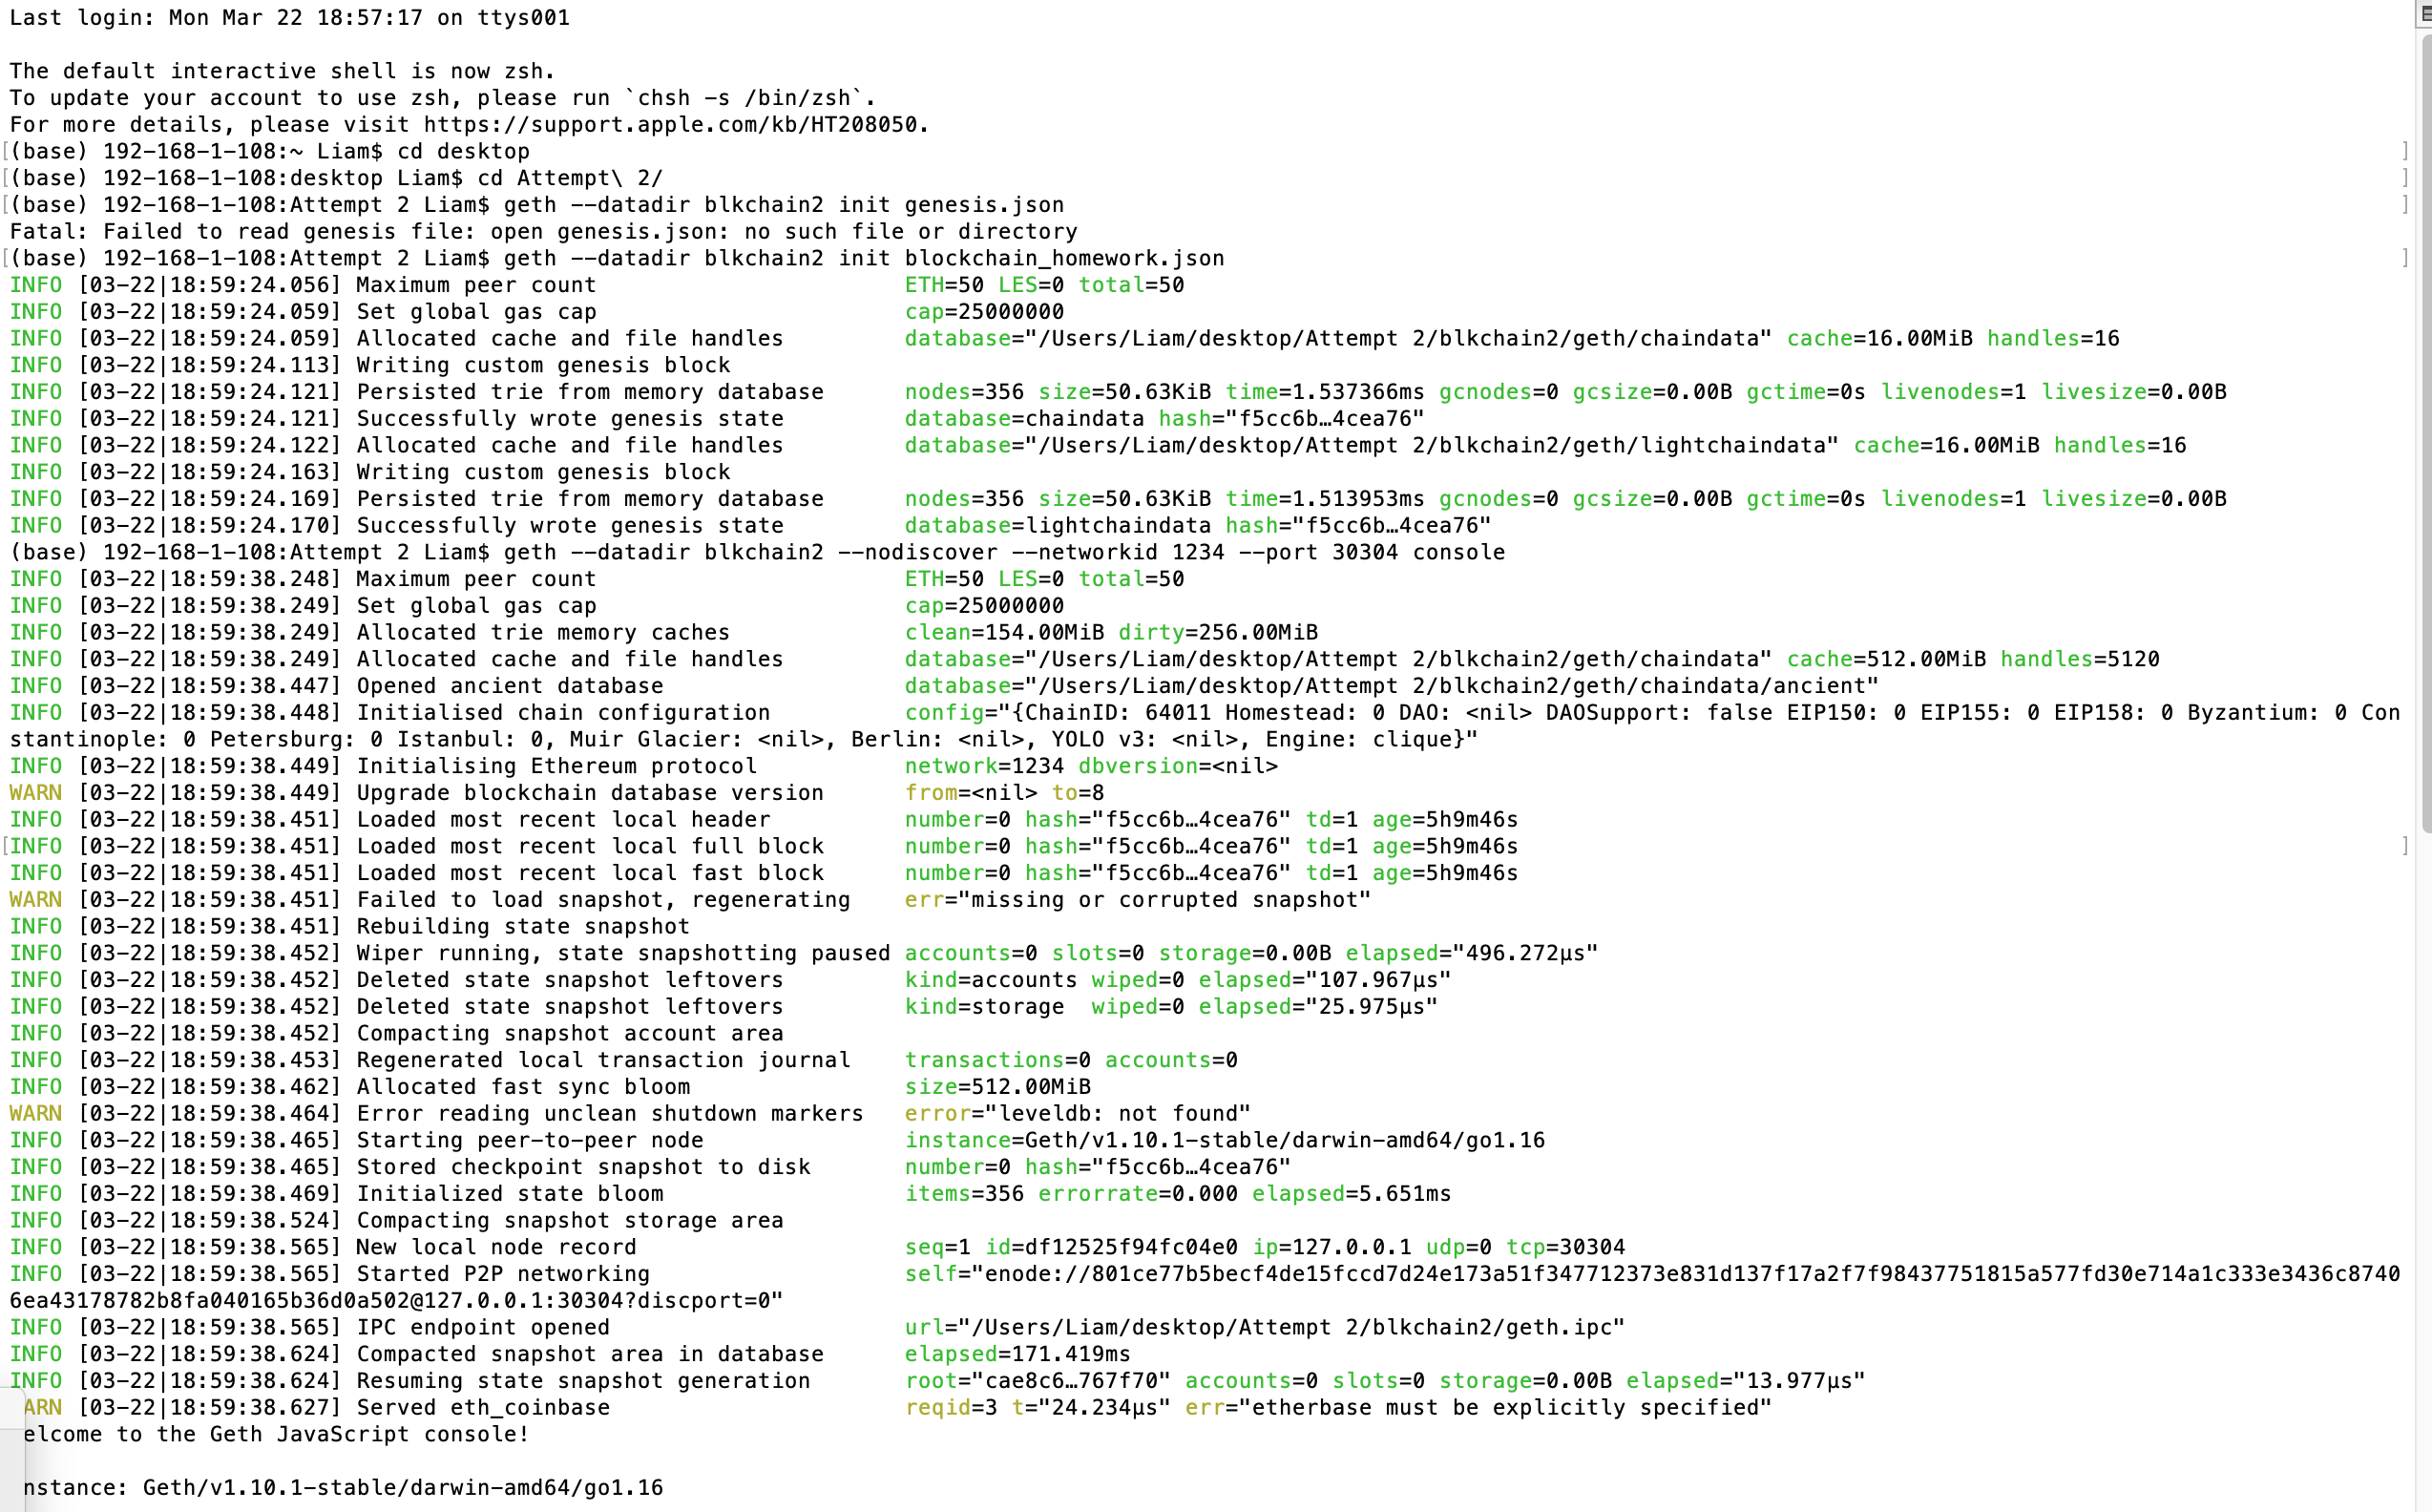 Last login: Mon Mar 22 18:57:17 on ttys001
The default interactive shell is now zsh.
To update your account to use zsh, please run `chsh -s /bin/zsh`.
For more details, please visit https://support.apple.com/kb/HT208050.
[(base) 192-168-1-108:~ Liam$ cd desktop ]
[(base) 192-168-1-108:desktop Liam$ cd Attempt\ 2/ ]
[(base) 192-168-1-108:Attempt 2 Liam$ geth --datadir blkchain2 init genesis.json ]
Fatal: Failed to read genesis file: open genesis.json: no such file or directory
[(base) 192-168-1-108:Attempt 2 Liam$ geth --datadir blkchain2 init blockchain_homework.json ]
INFO [03-22|18:59:24.056] Maximum peer count ETH=50 LES=0 total=50
INFO [03-22|18:59:24.059] Set global gas cap cap=25000000
INFO [03-22|18:59:24.059] Allocated cache and file handles database="/Users/Liam/desktop/Attempt 2/blkchain2/geth/chaindata" cache=16.00MiB handles=16
INFO [03-22|18:59:24.113] Writing custom genesis block
INFO [03-22|18:59:24.121] Persisted trie from memory database nodes=356 size=50.63KiB time=1.537366ms gcnodes=0 gcsize=0.00B gctime=0s livenodes=1 livesize=0.00B
INFO [03-22|18:59:24.121] Successfully wrote genesis state database=chaindata hash="f5cc6b…4cea76"
INFO [03-22|18:59:24.122] Allocated cache and file handles database="/Users/Liam/desktop/Attempt 2/blkchain2/geth/lightchaindata" cache=16.00MiB handles=16
INFO [03-22|18:59:24.163] Writing custom genesis block
INFO [03-22|18:59:24.169] Persisted trie from memory database nodes=356 size=50.63KiB time=1.513953ms gcnodes=0 gcsize=0.00B gctime=0s livenodes=1 livesize=0.00B
INFO [03-22|18:59:24.170] Successfully wrote genesis state database=lightchaindata hash="f5cc6b…4cea76"
(base) 192-168-1-108:Attempt 2 Liam$ geth --datadir blkchain2 --nodiscover --networkid 1234 --port 30304 console
INFO [03-22|18:59:38.248] Maximum peer count ETH=50 LES=0 total=50
INFO [03-22|18:59:38.249] Set global gas cap cap=25000000
INFO [03-22|18:59:38.249] Allocated trie memory caches clean=154.00MiB dirty=256.00MiB
INFO [03-22|18:59:38.249] Allocated cache and file handles database="/Users/Liam/desktop/Attempt 2/blkchain2/geth/chaindata" cache=512.00MiB handles=5120
INFO [03-22|18:59:38.447] Opened ancient database database="/Users/Liam/desktop/Attempt 2/blkchain2/geth/chaindata/ancient"
INFO [03-22|18:59:38.448] Initialised chain configuration config="{ChainID: 64011 Homestead: 0 DAO: <nil> DAOSupport: false EIP150: 0 EIP155: 0 EIP158: 0 Byzantium: 0 Con
stantinople: 0 Petersburg: 0 Istanbul: 0, Muir Glacier: <nil>, Berlin: <nil>, YOLO v3: <nil>, Engine: clique}"
INFO [03-22|18:59:38.449] Initialising Ethereum protocol network=1234 dbversion=<nil>
WARN [03-22|18:59:38.449] Upgrade blockchain database version from=<nil> to=8
INFO [03-22|18:59:38.451] Loaded most recent local header number=0 hash="f5cc6b…4cea76" td=1 age=5h9m46s
[INFO [03-22|18:59:38.451] Loaded most recent local full block number=0 hash="f5cc6b…4cea76" td=1 age=5h9m46s ]
INFO [03-22|18:59:38.451] Loaded most recent local fast block number=0 hash="f5cc6b…4cea76" td=1 age=5h9m46s
WARN [03-22|18:59:38.451] Failed to load snapshot, regenerating err="missing or corrupted snapshot"
INFO [03-22|18:59:38.451] Rebuilding state snapshot
INFO [03-22|18:59:38.452] Wiper running, state snapshotting paused accounts=0 slots=0 storage=0.00B elapsed="496.272µs"
INFO [03-22|18:59:38.452] Deleted state snapshot leftovers kind=accounts wiped=0 elapsed="107.967µs"
INFO [03-22|18:59:38.452] Deleted state snapshot leftovers kind=storage wiped=0 elapsed="25.975µs"
INFO [03-22|18:59:38.452] Compacting snapshot account area
INFO [03-22|18:59:38.453] Regenerated local transaction journal transactions=0 accounts=0
INFO [03-22|18:59:38.462] Allocated fast sync bloom size=512.00MiB
WARN [03-22|18:59:38.464] Error reading unclean shutdown markers error="leveldb: not found"
INFO [03-22|18:59:38.465] Starting peer-to-peer node instance=Geth/v1.10.1-stable/darwin-amd64/go1.16
INFO [03-22|18:59:38.465] Stored checkpoint snapshot to disk number=0 hash="f5cc6b…4cea76"
INFO [03-22|18:59:38.469] Initialized state bloom items=356 errorrate=0.000 elapsed=5.651ms
INFO [03-22|18:59:38.524] Compacting snapshot storage area
INFO [03-22|18:59:38.565] New local node record seq=1 id=df12525f94fc04e0 ip=127.0.0.1 udp=0 tcp=30304
INFO [03-22|18:59:38.565] Started P2P networking self="enode://801ce77b5becf4de15fccd7d24e173a51f347712373e831d137f17a2f7f98437751815a577fd30e714a1c333e3436c8740
6ea43178782b8fa040165b36d0a502@127.0.0.1:30304?discport=0"
INFO [03-22|18:59:38.565] IPC endpoint opened url="/Users/Liam/desktop/Attempt 2/blkchain2/geth.ipc"
INFO [03-22|18:59:38.624] Compacted snapshot area in database elapsed=171.419ms
INFO [03-22|18:59:38.624] Resuming state snapshot generation root="cae8c6…767f70" accounts=0 slots=0 storage=0.00B elapsed="13.977µs"
ARN [03-22|18:59:38.627] Served eth_coinbase reqid=3 t="24.234µs" err="etherbase must be explicitly specified"
elcome to the Geth JavaScript console!
nstance: Geth/v1.10.1-stable/darwin-amd64/go1.16